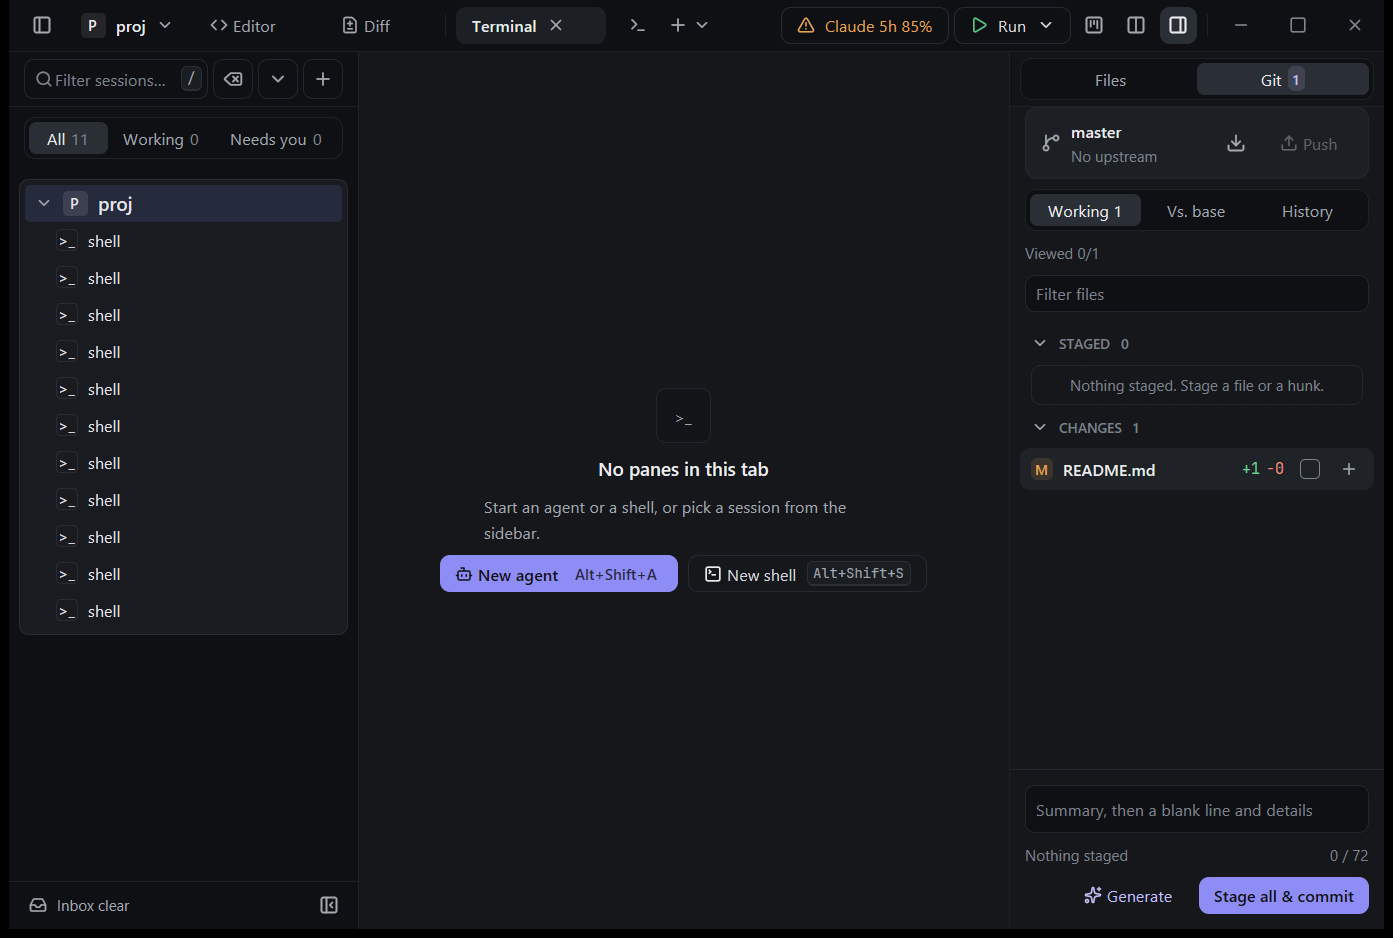 P proj
Editor
Diff
Terminal
Claude 5h 85%
Run
Filter sessions... /
All 11
Working 0
Needs you 0
P proj
>_ shell
>_ shell
>_ shell
>_ shell
>_ shell
>_ shell
>_ shell
>_ shell
>_ shell
>_ shell
>_ shell
Inbox clear
>_
No panes in this tab
Start an agent or a shell, or pick a session from the
sidebar.
New agent Alt+Shift+A
New shell Alt+Shift+S
Files
Git 1
master
No upstream
Push
Working 1
Vs. base
History
Viewed 0/1
Filter files
STAGED 0
Nothing staged. Stage a file or a hunk.
CHANGES 1
M README.md +1 -0
Summary, then a blank line and details
Nothing staged 0 / 72
Generate
Stage all & commit